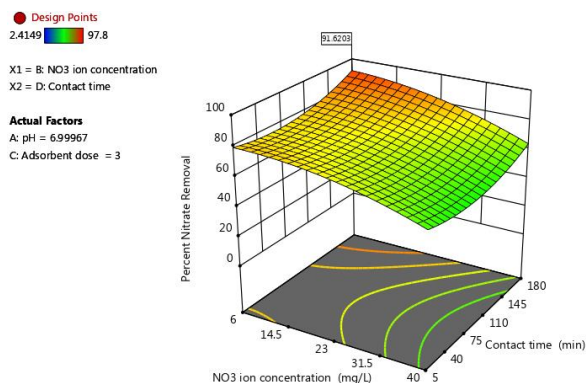 Design Points
2.4149 97.8
X1 = B: NO3 ion concentration
X2 = D: Contact time
Actual Factors
A: pH = 6.99967
C: Adsorbent dose = 3
91.6203
Percent Nitrate Removal
100
80
60
40
20
0
6
14.5
23
31.5
40
NO3 ion concentration (mg/L)
5
40
75
110
145
180
Contact time (min)